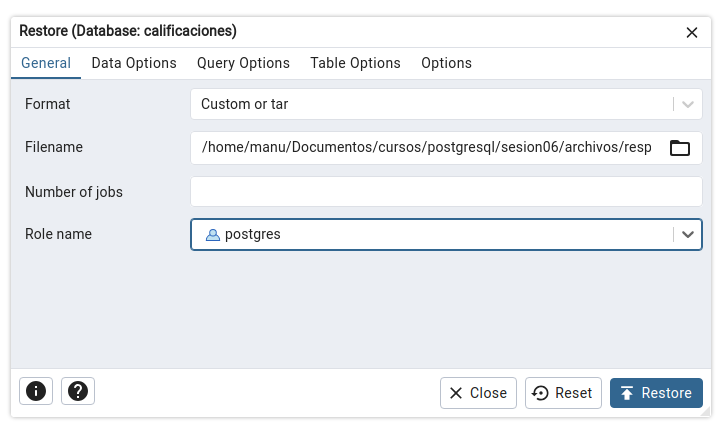 Restore (Database: calificaciones)
General Data Options Query Options Table Options Options
Format Custom or tar
Filename /home/manu/Documentos/cursos/postgresql/sesion06/archivos/resp
Number of jobs
Role name postgres
Close Reset Restore